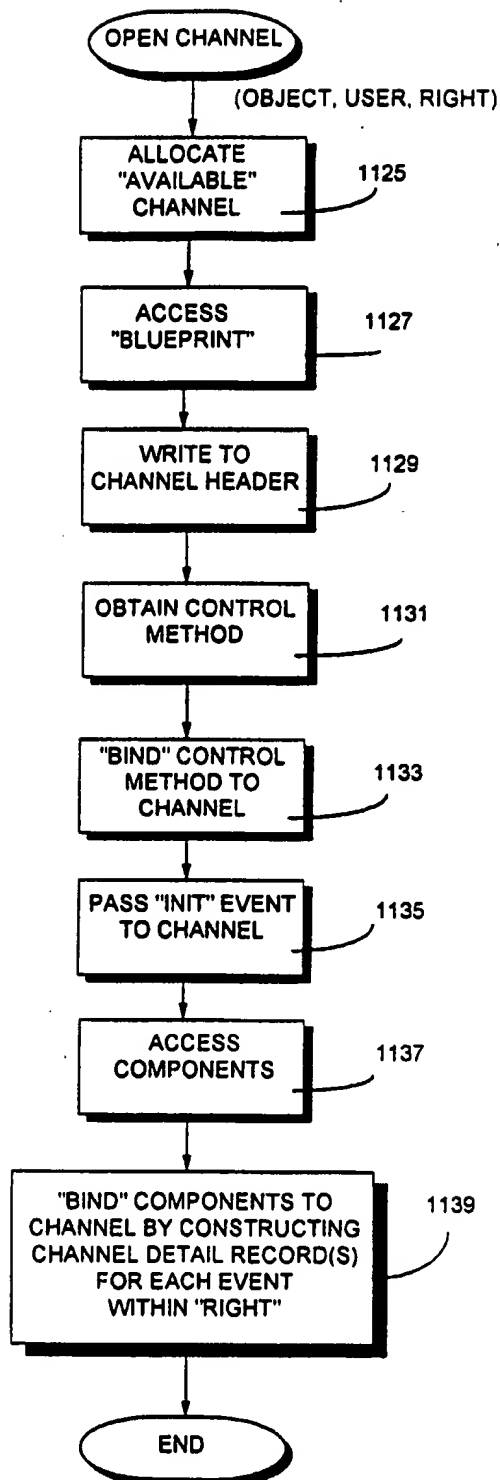 OPEN CHANNEL
(OBJECT, USER, RIGHT)
ALLOCATE
"AVAILABLE"
CHANNEL
1125
ACCESS
"BLUEPRINT"
1127
WRITE TO
CHANNEL HEADER
1129
OBTAIN CONTROL
METHOD
1131
"BIND" CONTROL
METHOD TO
CHANNEL
1133
PASS "INIT" EVENT
TO CHANNEL
1135
ACCESS
COMPONENTS
1137
"BIND" COMPONENTS TO
CHANNEL BY CONSTRUCTING
CHANNEL DETAIL RECORD(S)
FOR EACH EVENT
WITHIN "RIGHT"
1139
END